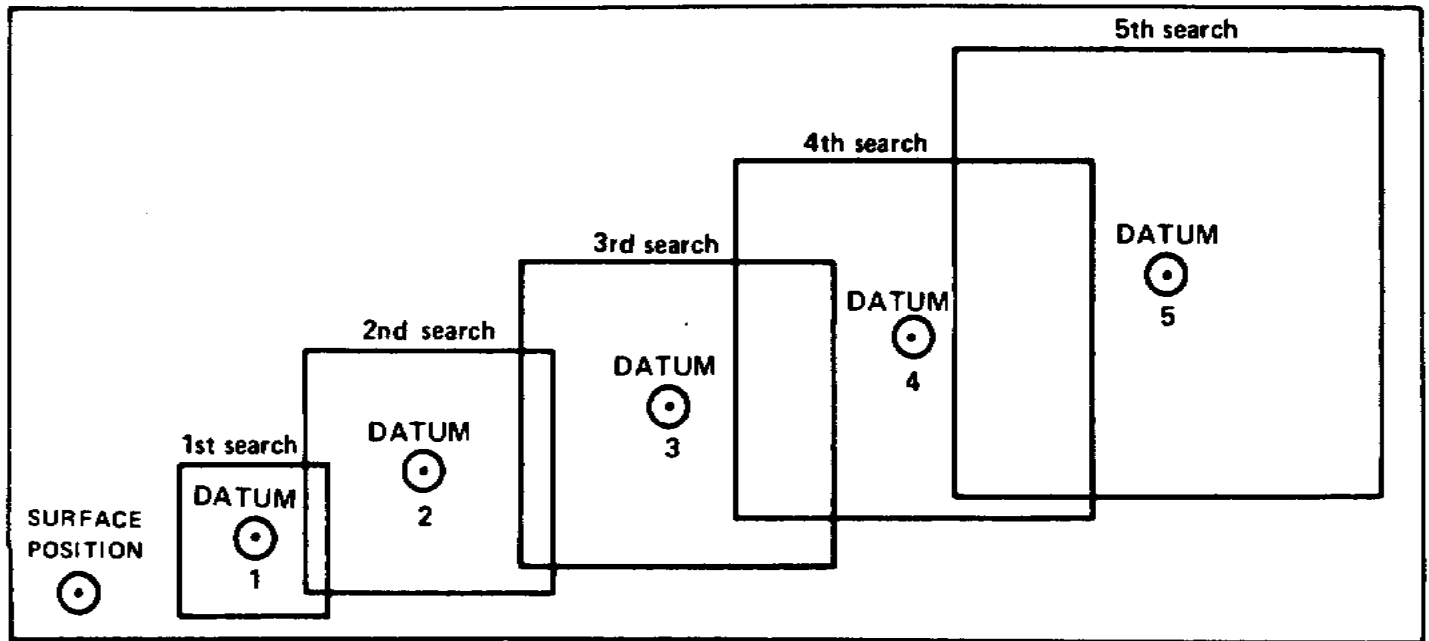 5th search
4th search
DATUM
5
3rd search
DATUM
4
2nd search
DATUM
3
1st search
DATUM
2
DATUM
1
SURFACE
POSITION